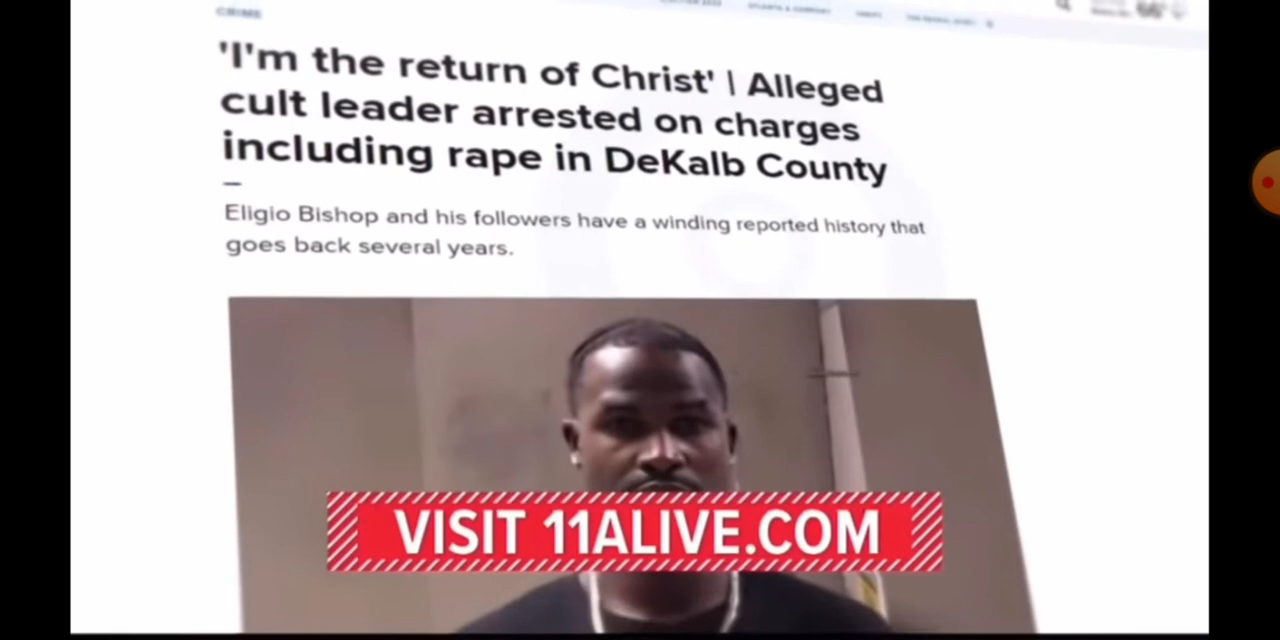 CRIME
'I'm the return of Christ' | Alleged
cult leader arrested on charges
including rape in DeKalb County
Eligio Bishop and his followers have a winding reported history that
goes back several years.
VISIT 11ALIVE.COM